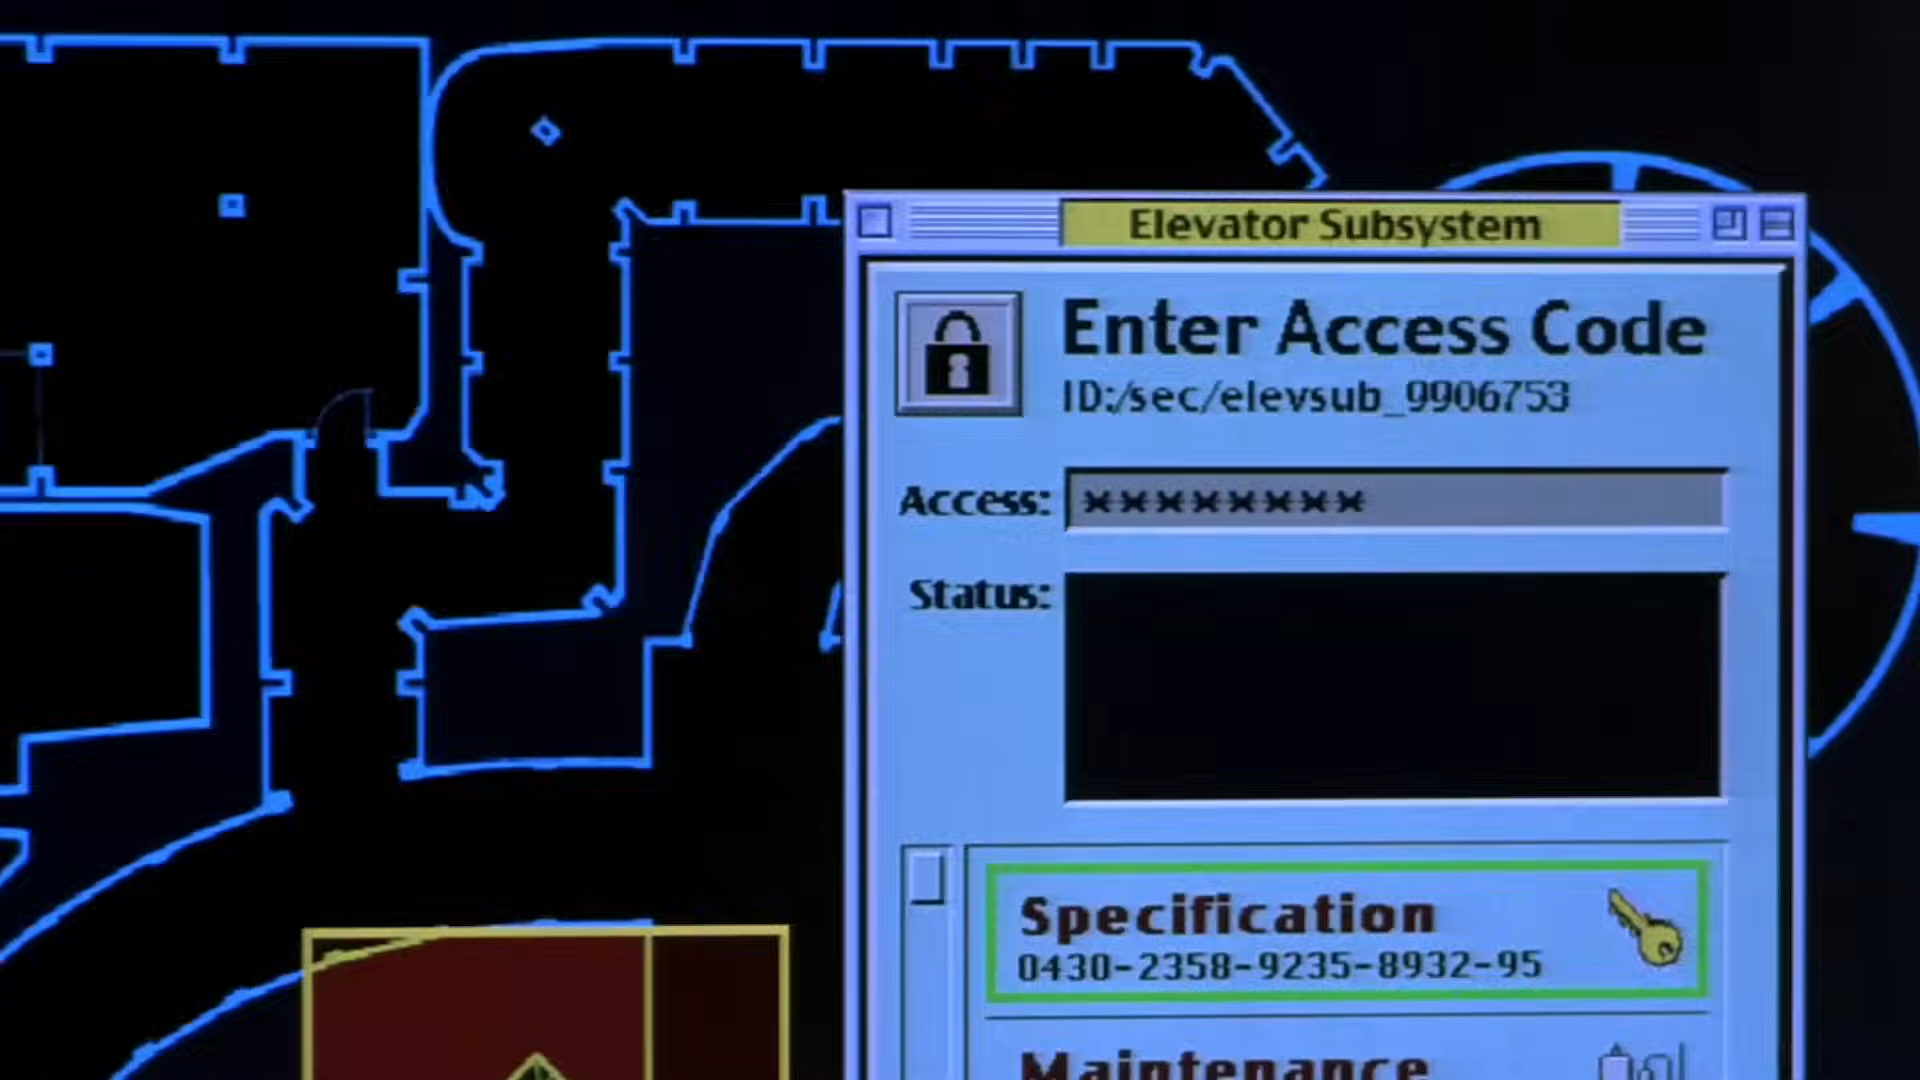 Elevator Subsystem
Enter Access Code
ID:/sec/elevsub_9906753
Access: ********
Status:
Specification
0430-2358-9235-8932-95
Maintenance